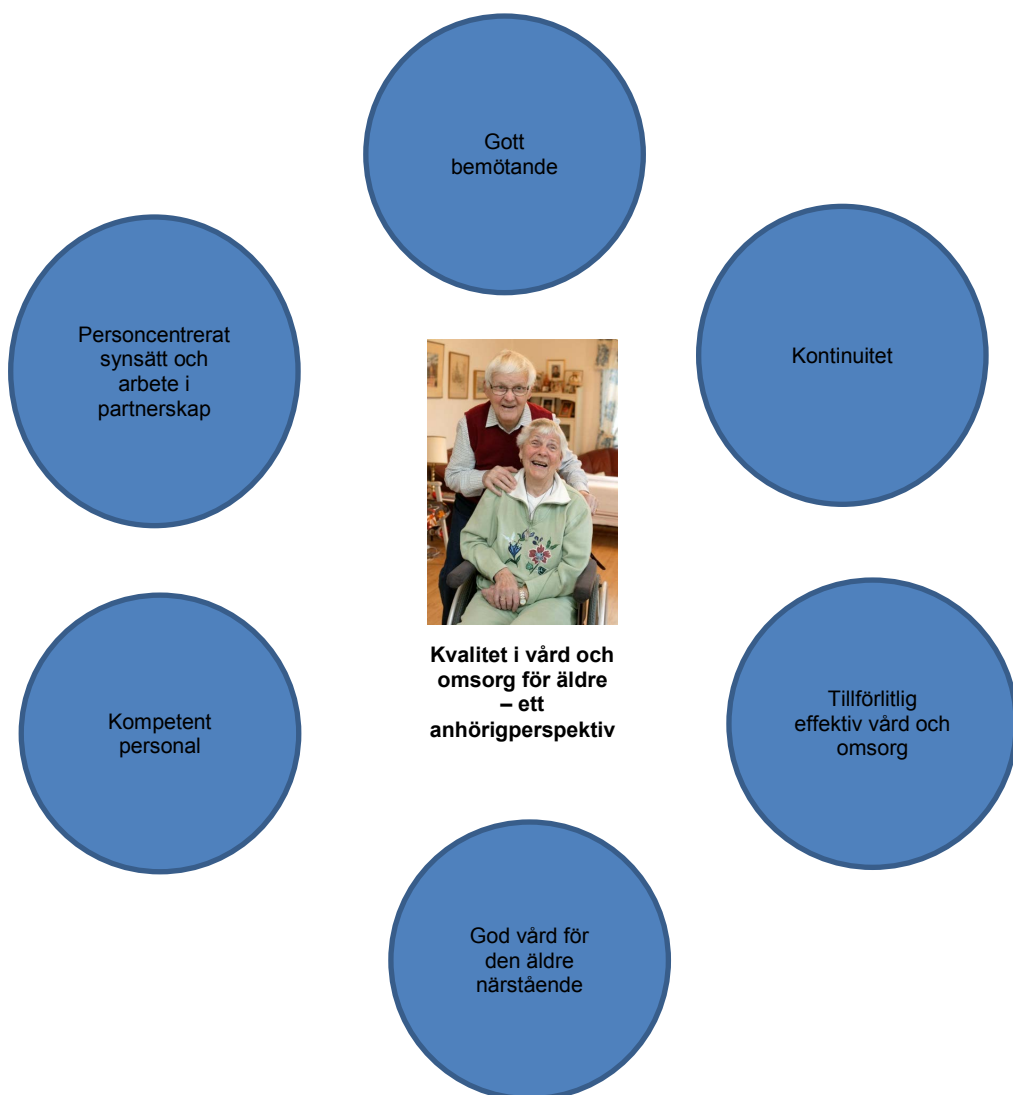 Gott
bemötande
Kontinuitet
Personcentrerat
synsätt och
arbete i
partnerskap
Kvalitet i vård och
omsorg för äldre
– ett
anhörigperspektiv
Tillförlitlig
effektiv vård och
omsorg
Kompetent
personal
God vård för
den äldre
närstående